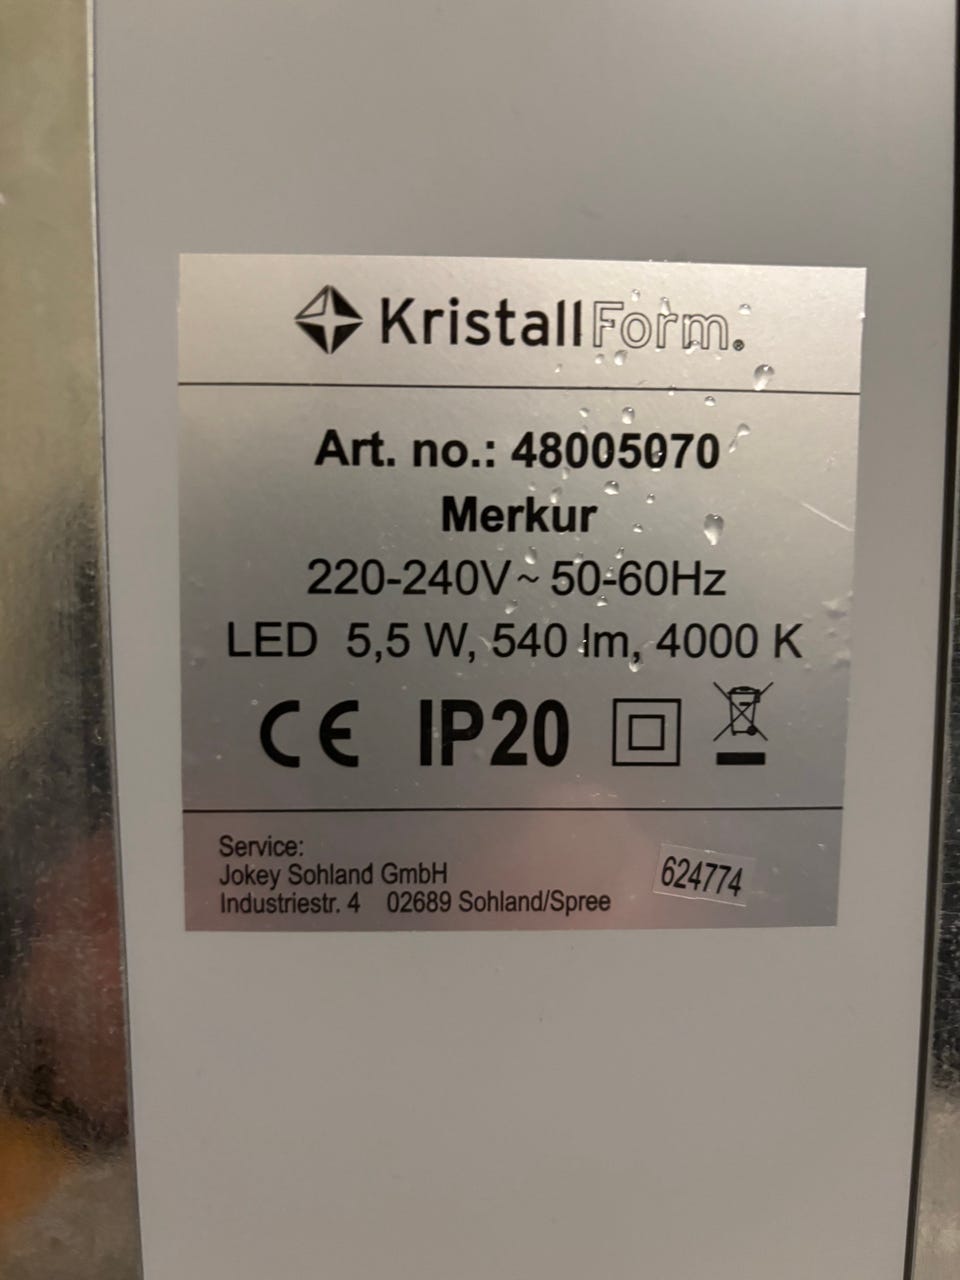 KristallForm®
Art. no.: 48005070
Merkur
220-240V~ 50-60Hz
LED 5,5 W, 540 lm, 4000 K
CE IP20
Service:
Jokey Sohland GmbH
Industriestr. 4 02689 Sohland/Spree
624774